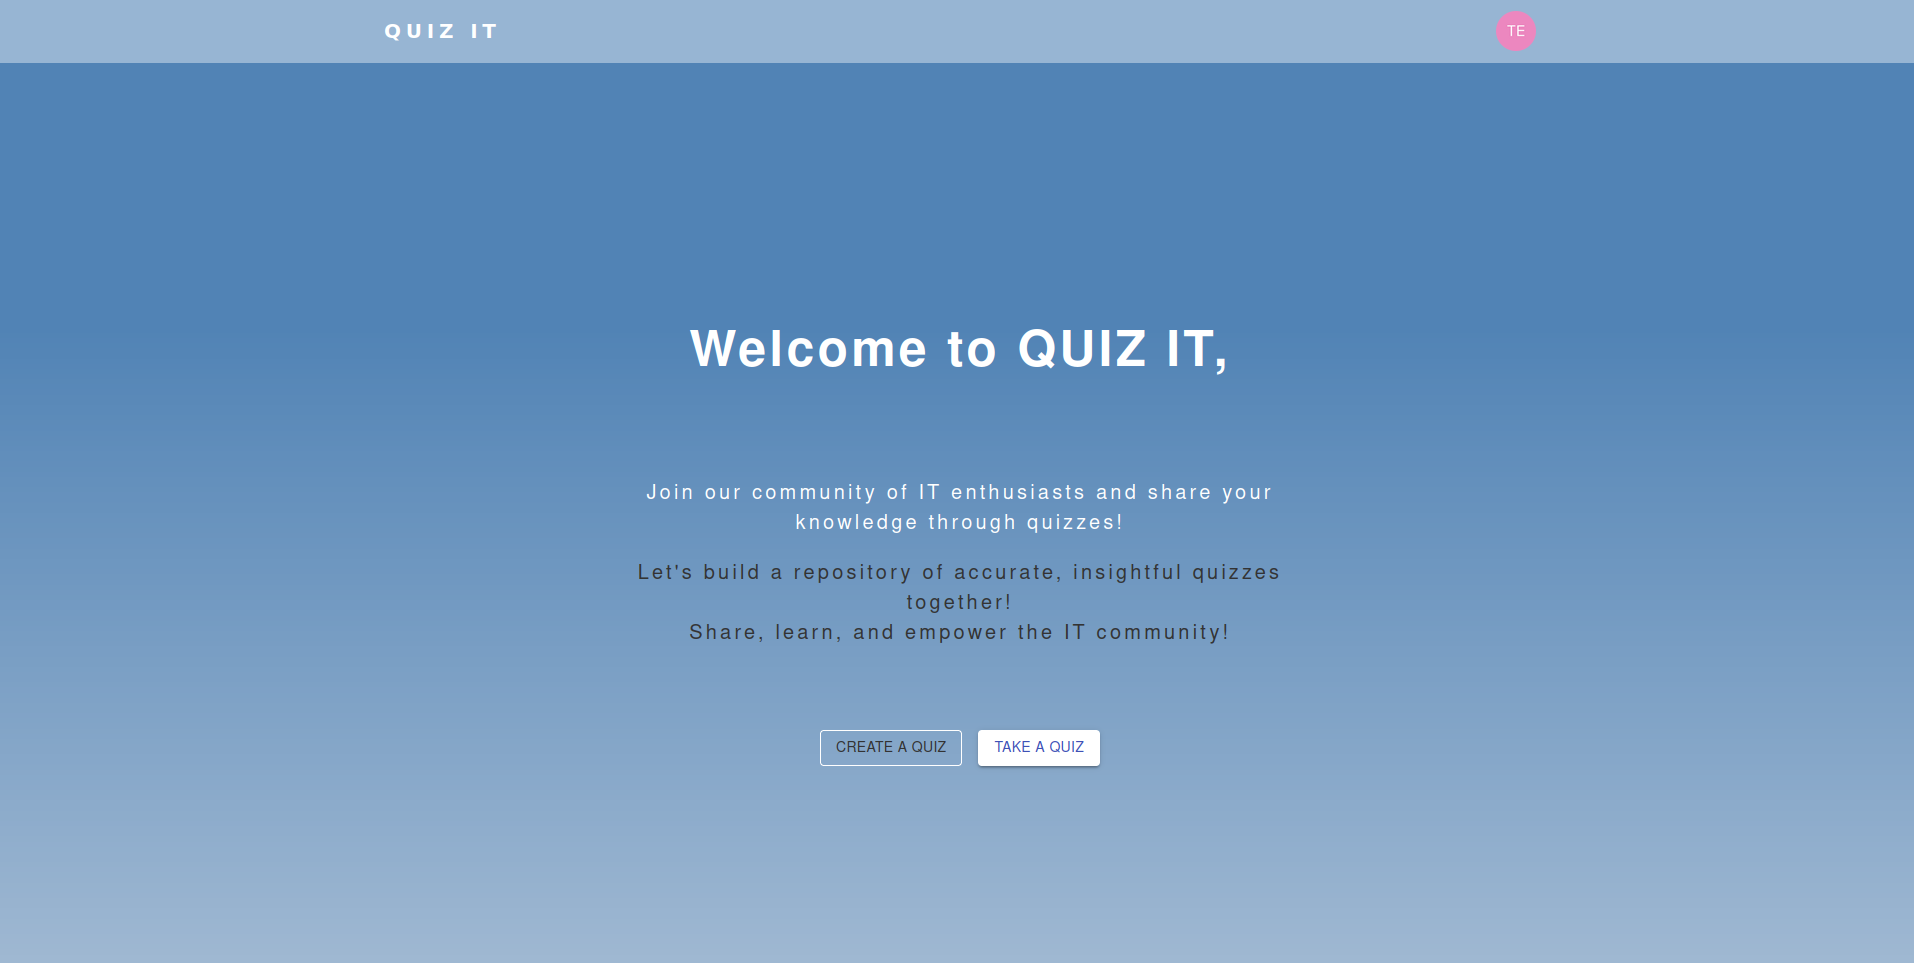 QUIZ IT
TE
Welcome to QUIZ IT,
Join our community of IT enthusiasts and share your
knowledge through quizzes!
Let's build a repository of accurate, insightful quizzes
together!
Share, learn, and empower the IT community!
CREATE A QUIZ
TAKE A QUIZ